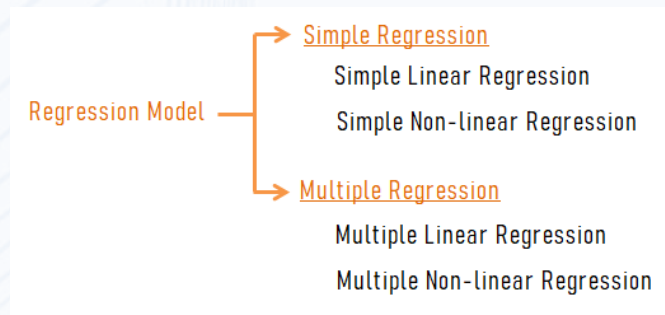 Simple Regression
Simple Linear Regression
Regression Model
Simple Non-linear Regression
Multiple Regression
Multiple Linear Regression
Multiple Non-linear Regression